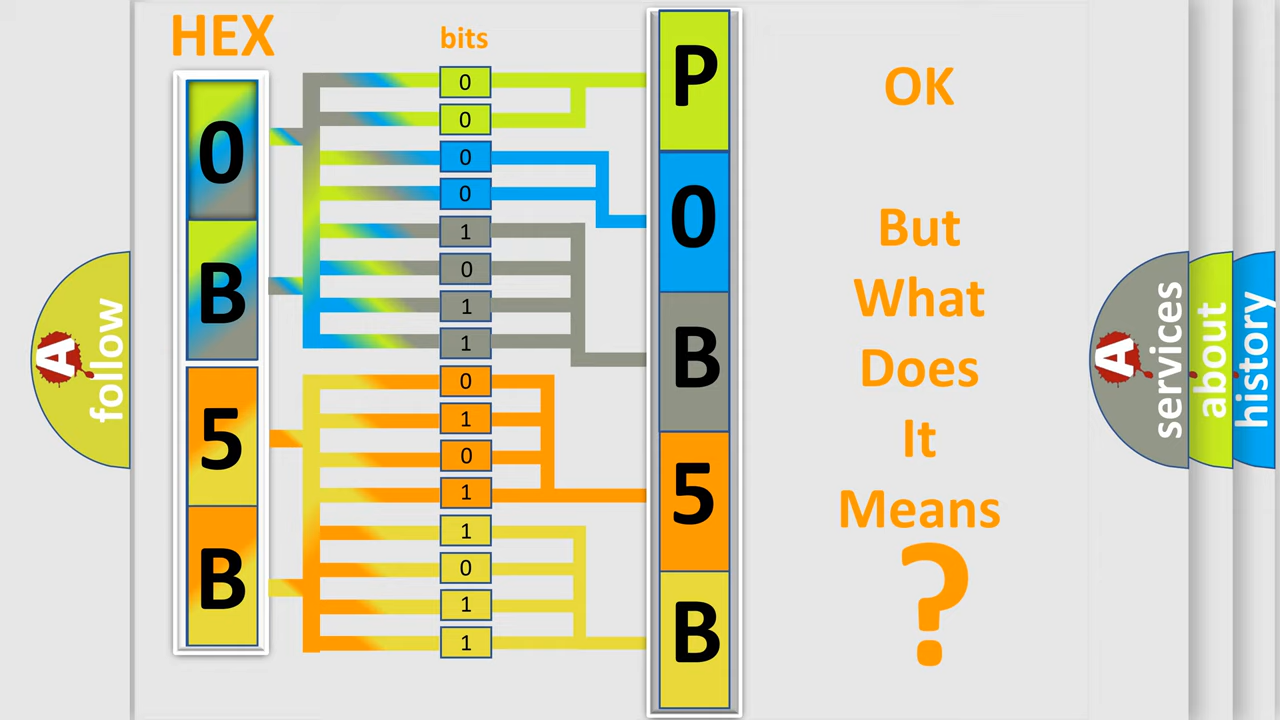 HEX
bits
0
B
5
B
0
0
0
0
1
0
1
1
0
1
0
1
1
0
1
1
P
0
B
5
B
OK
But
What
Does
It
Means
?
A
follow
A
services
about
history